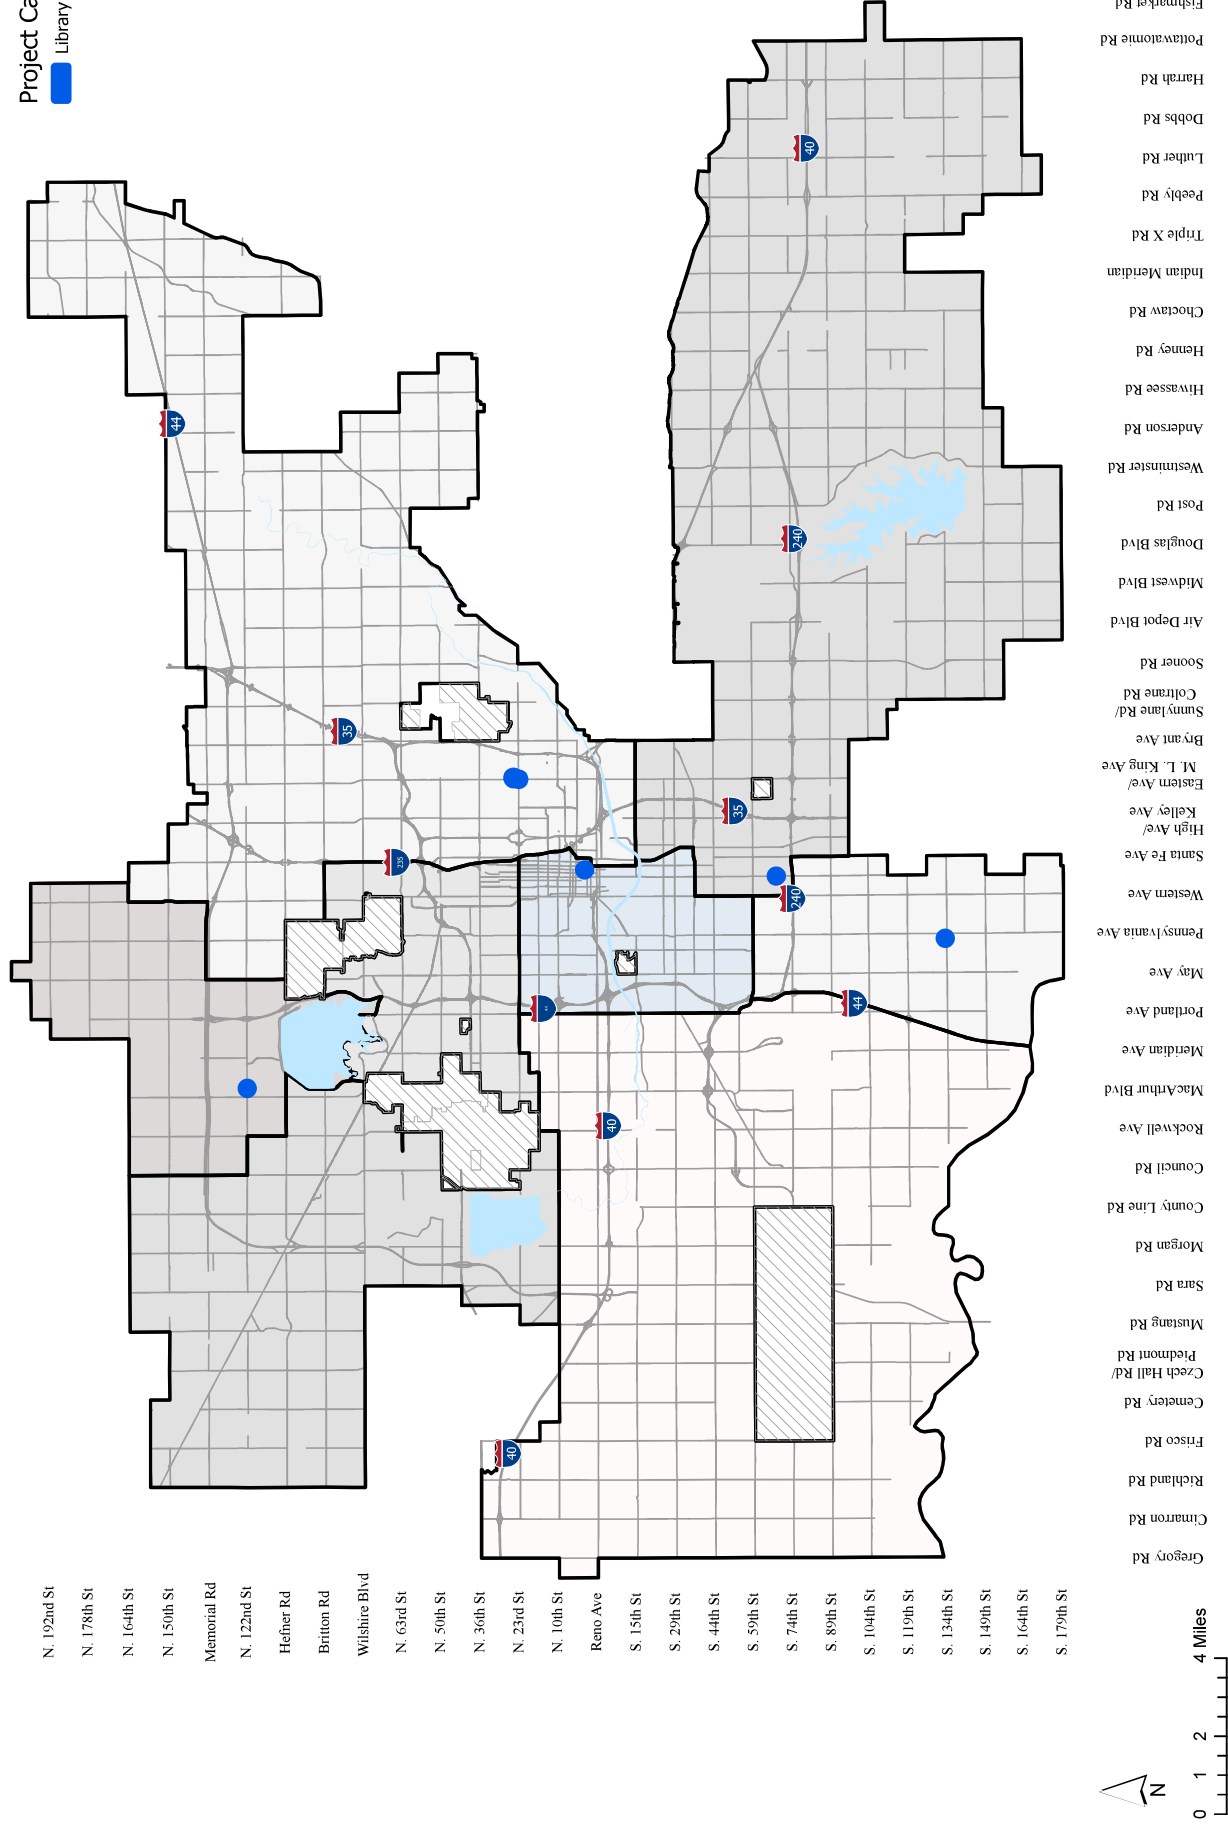 Project Ca
Library
Fishmarket Rd
Pottawatomie Rd
Harrah Rd
Dobbs Rd
Luther Rd
Peebly Rd
Triple X Rd
Indian Meridian
Choctaw Rd
Henney Rd
Hiwassee Rd
Anderson Rd
Westminster Rd
Post Rd
Douglas Blvd
Midwest Blvd
Air Depot Blvd
Sooner Rd
Sunnylane Rd/
Coltrane Rd
Bryant Ave
Eastern Ave/
M. L. King Ave
High Ave/
Kelley Ave
Santa Fe Ave
Western Ave
Pennsylvania Ave
May Ave
Portland Ave
Meridian Ave
MacArthur Blvd
Rockwell Ave
Council Rd
County Line Rd
Morgan Rd
Sara Rd
Mustang Rd
Czech Hall Rd/
Piedmont Rd
Cemetery Rd
Frisco Rd
Richland Rd
Cimarron Rd
Gregory Rd
N. 192nd St
N. 178th St
N. 164th St
N. 150th St
Memorial Rd
N. 122nd St
Hefner Rd
Britton Rd
Wilshire Blvd
N. 63rd St
N. 50th St
N. 36th St
N. 23rd St
N. 10th St
Reno Ave
S. 15th St
S. 29th St
S. 44th St
S. 59th St
S. 74th St
S. 89th St
S. 104th St
S. 119th St
S. 134th St
S. 149th St
S. 164th St
S. 179th St
44
35
235
40
240
35
240
44
44
40
40
N
0 1 2 4 Miles